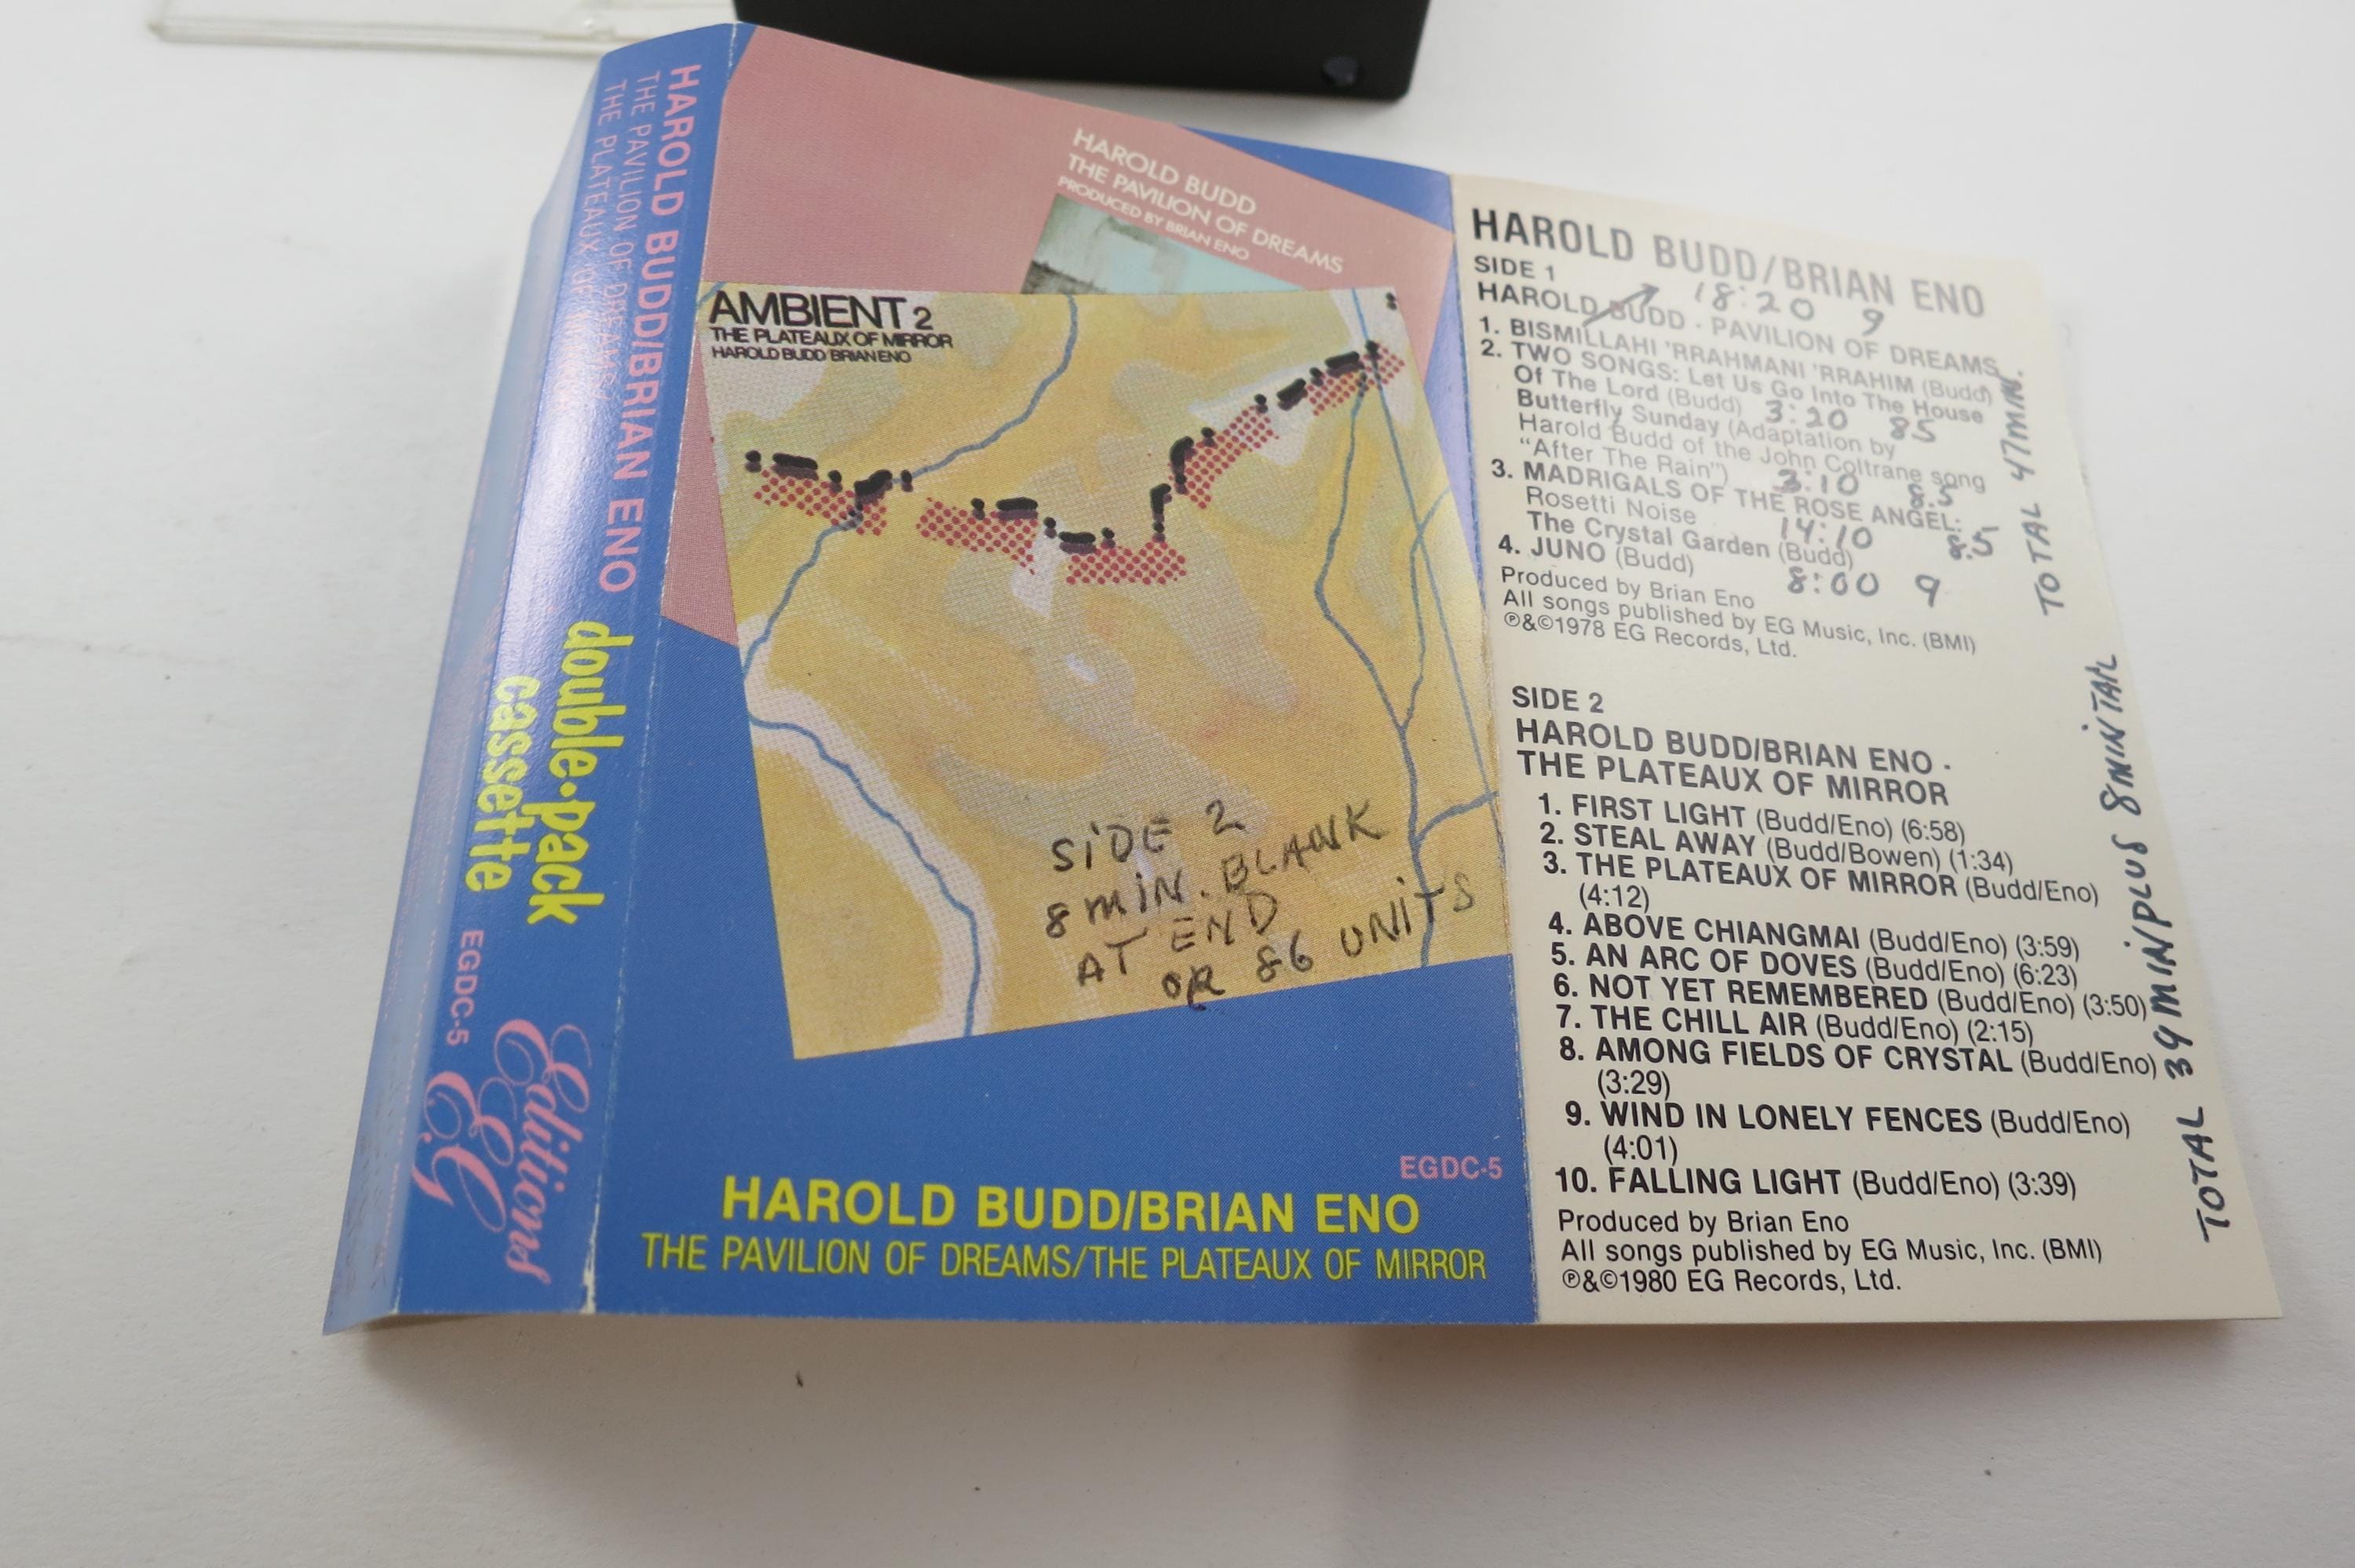 HAROLD BUDD/BRIAN ENO
THE PAVILION OF DREAMS/
THE PLATEAUX OF MIRROR
double•pack
cassette
EGDC-5
Editions
EG
HAROLD BUDD
THE PAVILION OF DREAMS
PRODUCED BY BRIAN ENO
AMBIENT 2
THE PLATEAUX OF MIRROR
HAROLD BUDD BRIAN ENO
SIDE 2
8 MIN. BLANK
AT END
OR 86 UNITS
EGDC-5
HAROLD BUDD/BRIAN ENO
THE PAVILION OF DREAMS/THE PLATEAUX OF MIRROR
HAROLD BUDD/BRIAN ENO
SIDE 1
18:20 9
HAROLD BUDD · PAVILION OF DREAMS
1. BISMILLAHI 'RRAHMANI 'RRAHIM (Budd)
2. TWO SONGS: Let Us Go Into The House
Of The Lord (Budd) 3:20 85
Butterfly Sunday (Adaptation by
Harold Budd of the John Coltrane song
"After The Rain") 3:10 8.5
3. MADRIGALS OF THE ROSE ANGEL:
Rosetti Noise 14:10 8.5
The Crystal Garden (Budd)
4. JUNO (Budd) 8:00 9
Produced by Brian Eno
All songs published by EG Music, Inc. (BMI)
℗&©1978 EG Records, Ltd.
TOTAL 47MIN.
SIDE 2
HAROLD BUDD/BRIAN ENO ·
THE PLATEAUX OF MIRROR
1. FIRST LIGHT (Budd/Eno) (6:58)
2. STEAL AWAY (Budd/Bowen) (1:34)
3. THE PLATEAUX OF MIRROR (Budd/Eno)
(4:12)
4. ABOVE CHIANGMAI (Budd/Eno) (3:59)
5. AN ARC OF DOVES (Budd/Eno) (6:23)
6. NOT YET REMEMBERED (Budd/Eno) (3:50)
7. THE CHILL AIR (Budd/Eno) (2:15)
8. AMONG FIELDS OF CRYSTAL (Budd/Eno)
(3:29)
9. WIND IN LONELY FENCES (Budd/Eno)
(4:01)
10. FALLING LIGHT (Budd/Eno) (3:39)
Produced by Brian Eno
All songs published by EG Music, Inc. (BMI)
℗&©1980 EG Records, Ltd.
TOTAL 39MIN/PLUS 8MIN TAIL